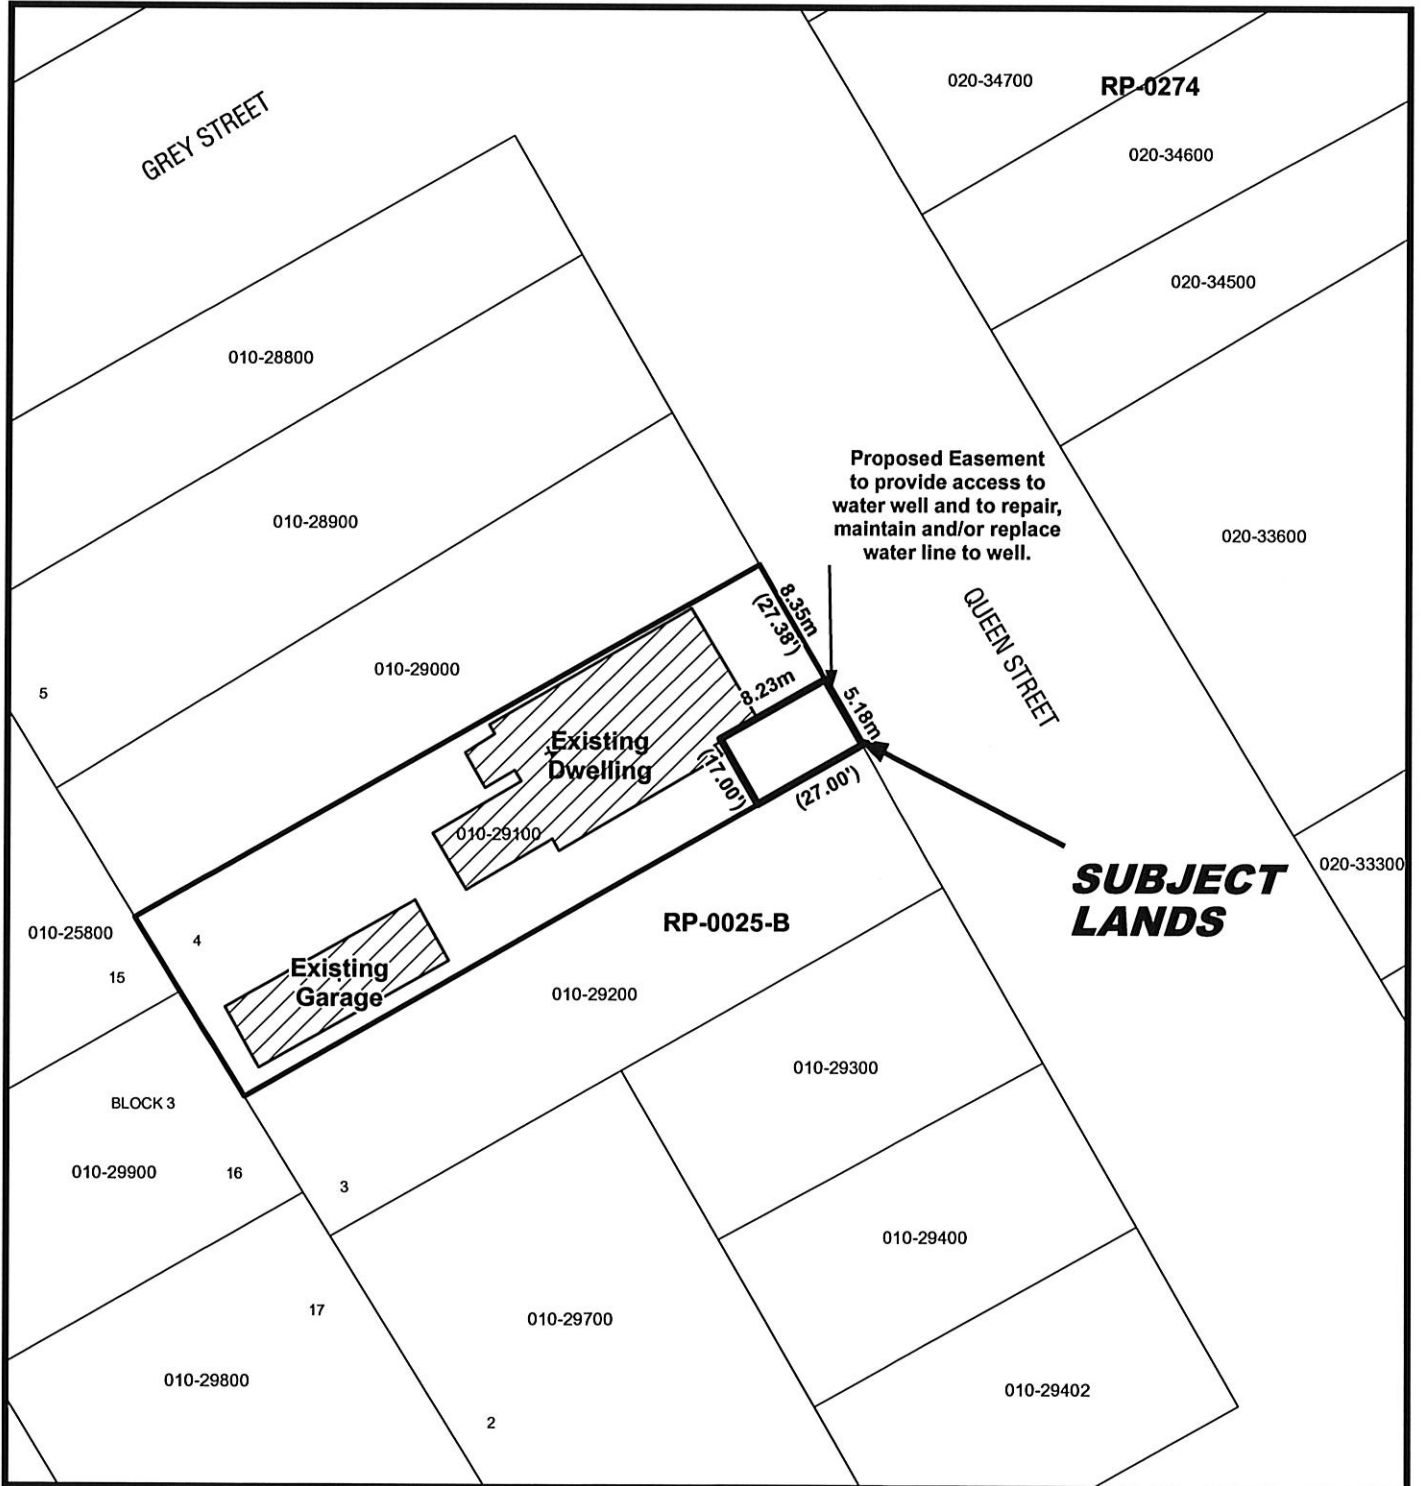 020-34700
RP-0274
GREY STREET
020-34600
020-34500
010-28800
Proposed Easement
to provide access to
water well and to repair,
maintain and/or replace
water line to well.
010-28900
020-33600
8.35m
(27.38')
QUEEN STREET
010-29000
5
8.23m
5.18m
Existing
Dwelling
(17.00')
(27.00')
010-29100
020-33300
SUBJECT
LANDS
RP-0025-B
010-25800
4
15
Existing
Garage
010-29200
010-29300
BLOCK 3
010-29900
16
3
010-29400
17
010-29700
010-29800
010-29402
2